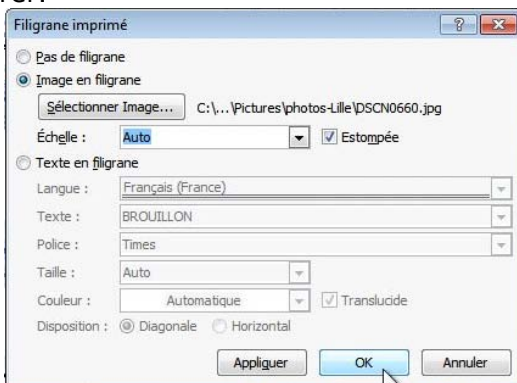 Filigrane imprimé
Pas de filigrane
Image en filigrane
Sélectionner Image... C:\...\Pictures\photos-Lille\DSCN0660.jpg
Échelle : Auto Estompée
Texte en filigrane
Langue : Français (France)
Texte : BROUILLON
Police : Times
Taille : Auto
Couleur : Automatique Translucide
Disposition : Diagonale Horizontal
Appliquer OK Annuler